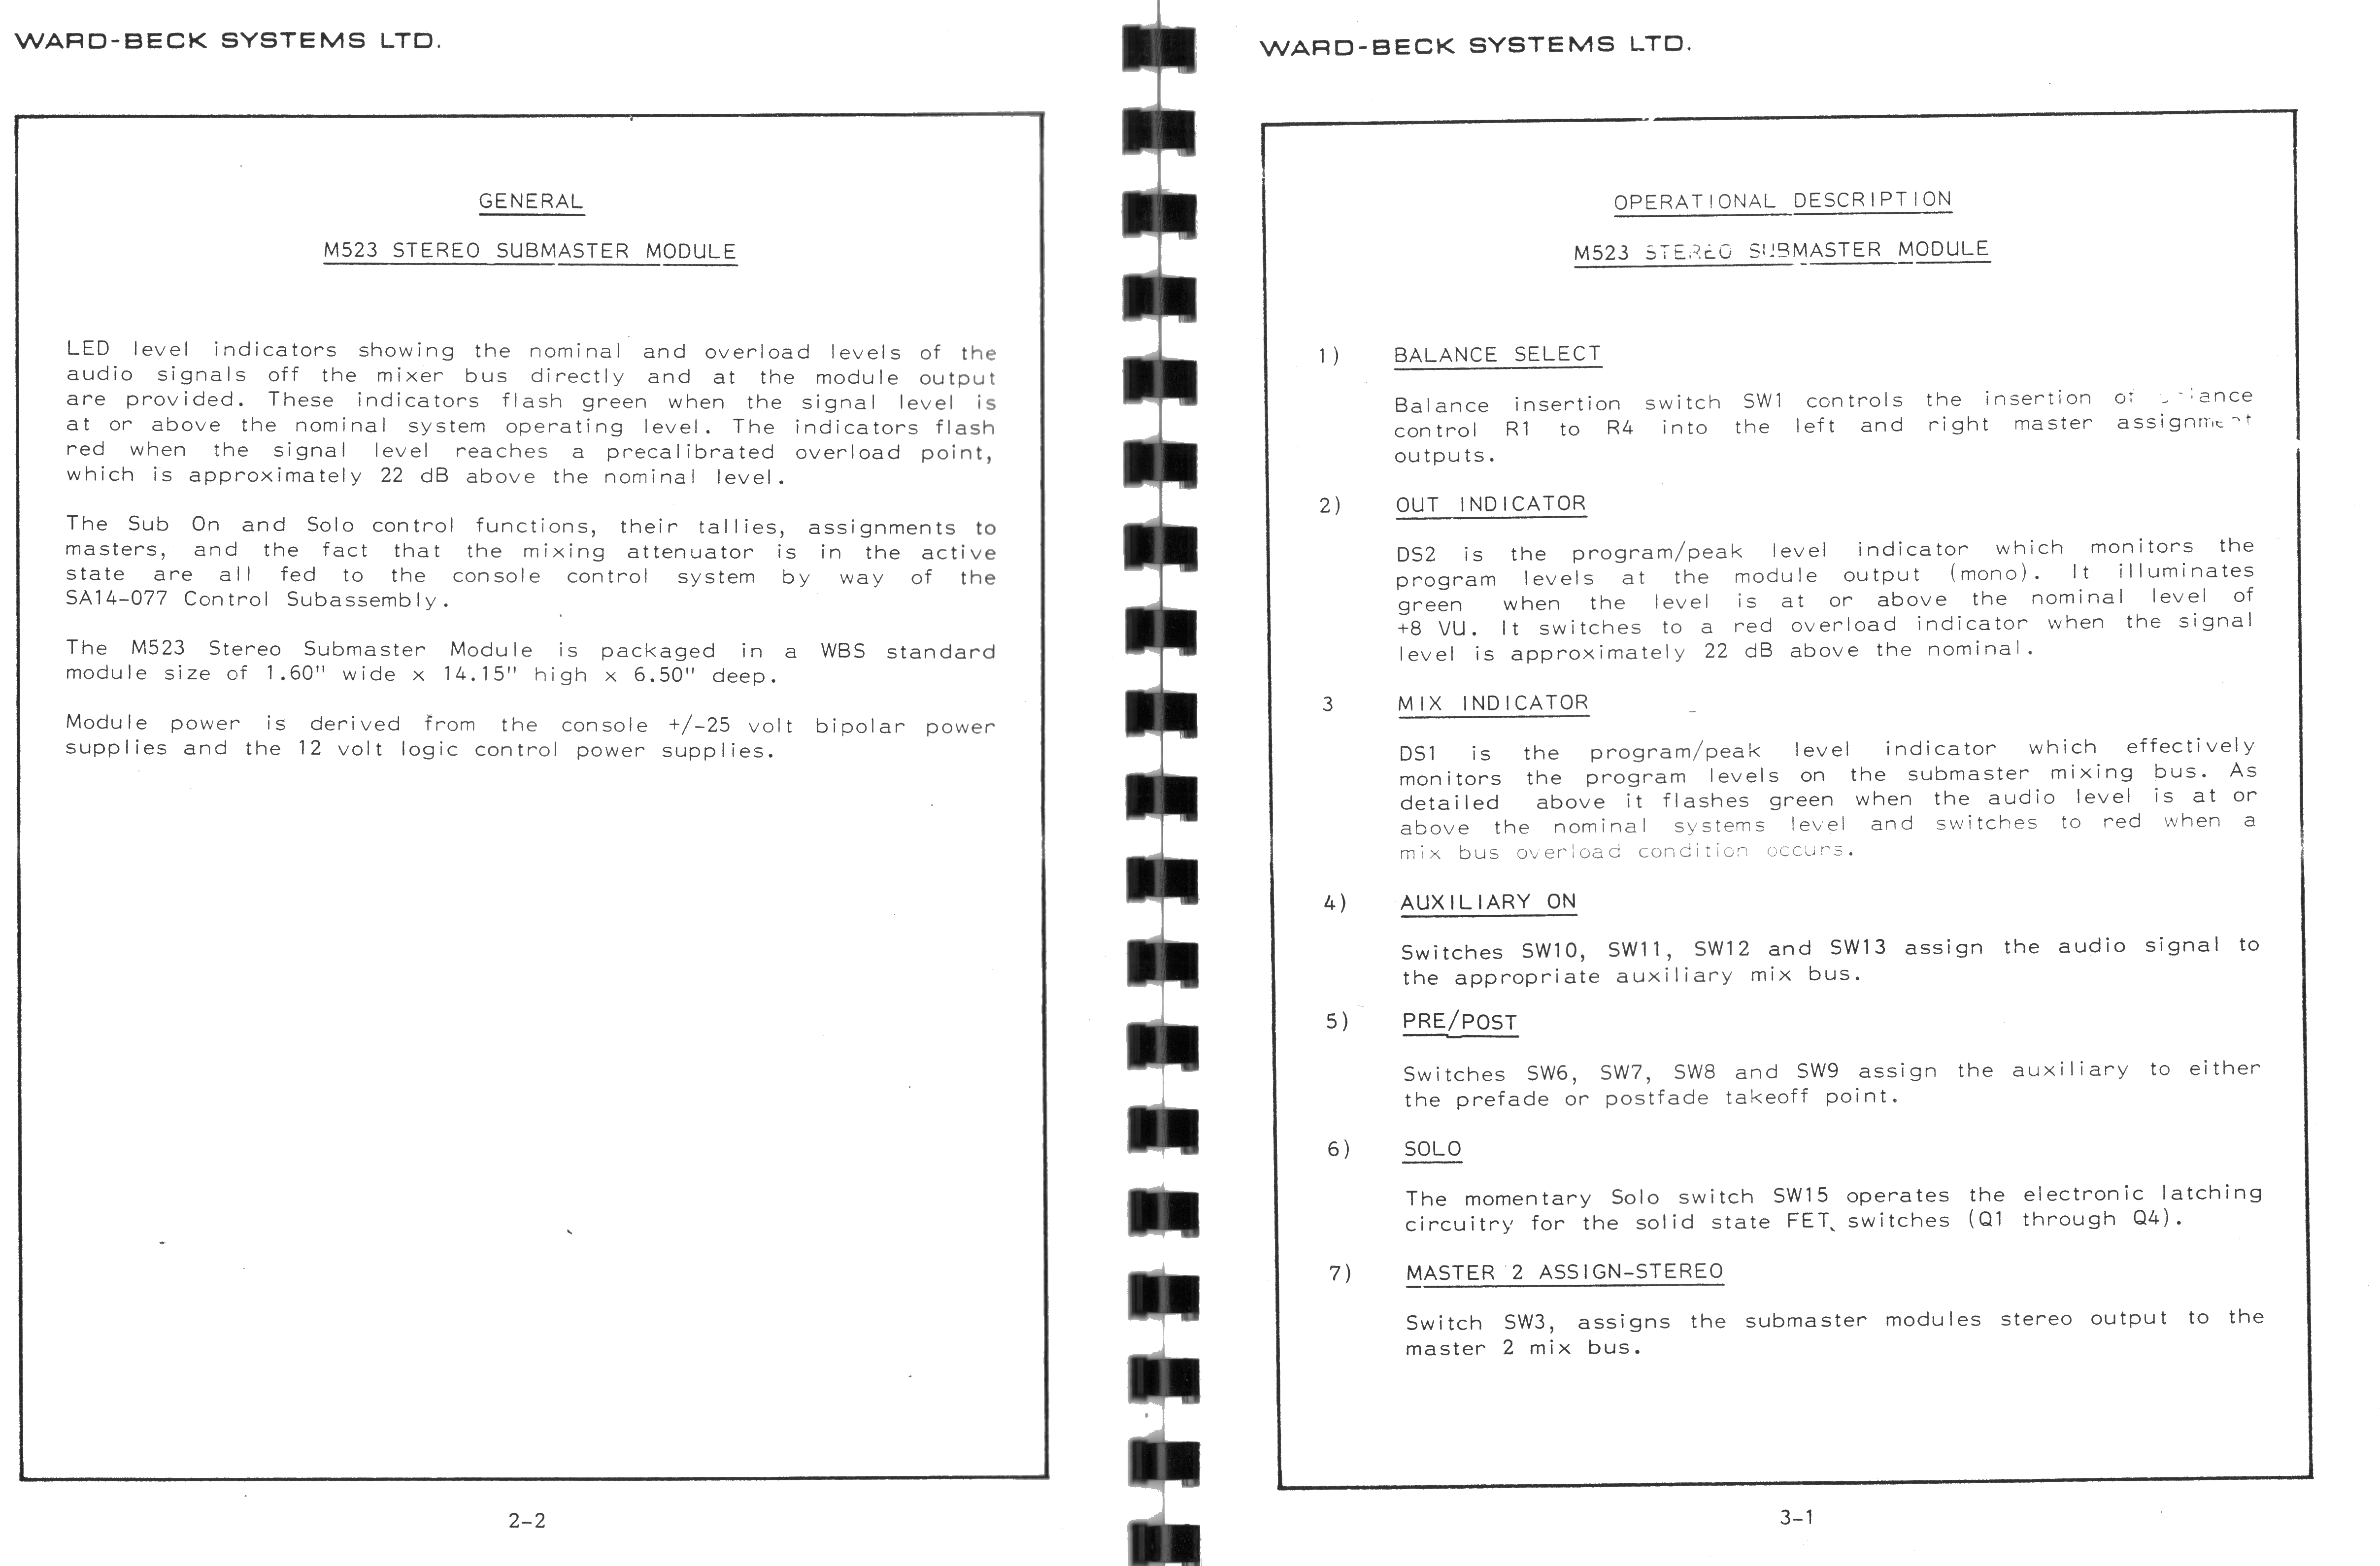 WARD-BECK SYSTEMS LTD.
GENERAL
M523 STEREO SUBMASTER MODULE
LED level indicators showing the nominal and overload levels of the
audio signals off the mixer bus directly and at the module output
are provided. These indicators flash green when the signal level is
at or above the nominal system operating level. The indicators flash
red when the signal level reaches a precalibrated overload point,
which is approximately 22 dB above the nominal level.
The Sub On and Solo control functions, their tallies, assignments to
masters, and the fact that the mixing attenuator is in the active
state are all fed to the console control system by way of the
SA14-077 Control Subassembly.
The M523 Stereo Submaster Module is packaged in a WBS standard
module size of 1.60" wide x 14.15" high x 6.50" deep.
Module power is derived from the console +/-25 volt bipolar power
supplies and the 12 volt logic control power supplies.
2-2
WARD-BECK SYSTEMS LTD.
OPERATIONAL DESCRIPTION
M523 STEREO SUBMASTER MODULE
1) BALANCE SELECT
Balance insertion switch SW1 controls the insertion of balance
control R1 to R4 into the left and right master assignment
outputs.
2) OUT INDICATOR
DS2 is the program/peak level indicator which monitors the
program levels at the module output (mono). It illuminates
green when the level is at or above the nominal level of
+8 VU. It switches to a red overload indicator when the signal
level is approximately 22 dB above the nominal.
3 MIX INDICATOR
DS1 is the program/peak level indicator which effectively
monitors the program levels on the submaster mixing bus. As
detailed above it flashes green when the audio level is at or
above the nominal systems level and switches to red when a
mix bus overload condition occurs.
4) AUXILIARY ON
Switches SW10, SW11, SW12 and SW13 assign the audio signal to
the appropriate auxiliary mix bus.
5) PRE/POST
Switches SW6, SW7, SW8 and SW9 assign the auxiliary to either
the prefade or postfade takeoff point.
6) SOLO
The momentary Solo switch SW15 operates the electronic latching
circuitry for the solid state FET switches (Q1 through Q4).
7) MASTER 2 ASSIGN-STEREO
Switch SW3, assigns the submaster modules stereo output to the
master 2 mix bus.
3-1